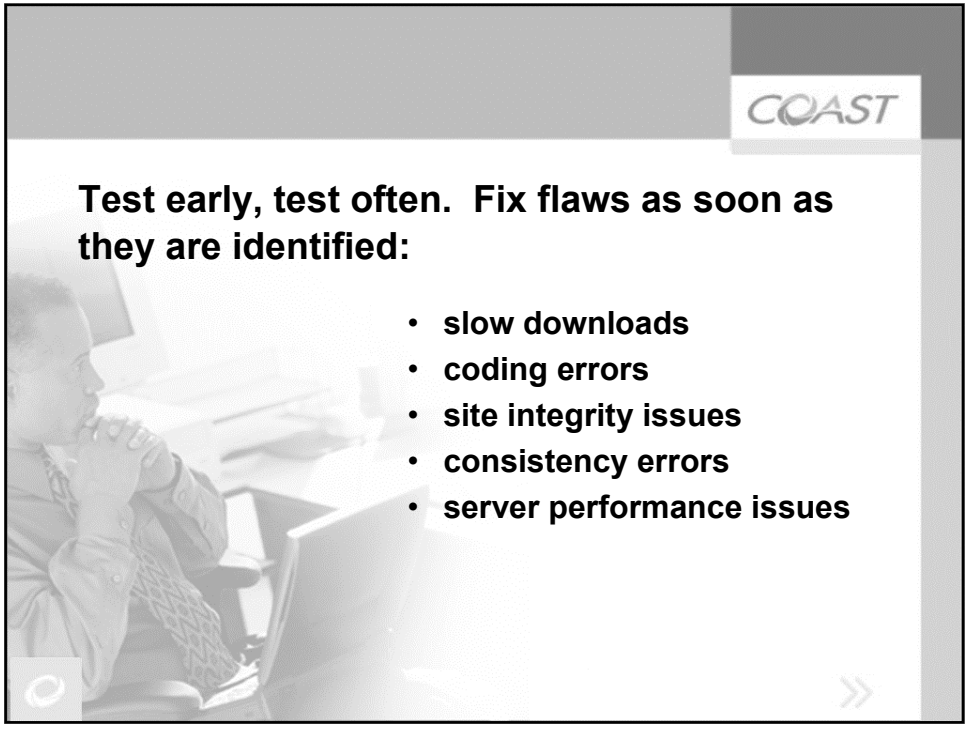 COAST
Test early, test often.  Fix flaws as soon as
they are identified:
• slow downloads
• coding errors
• site integrity issues
• consistency errors
• server performance issues